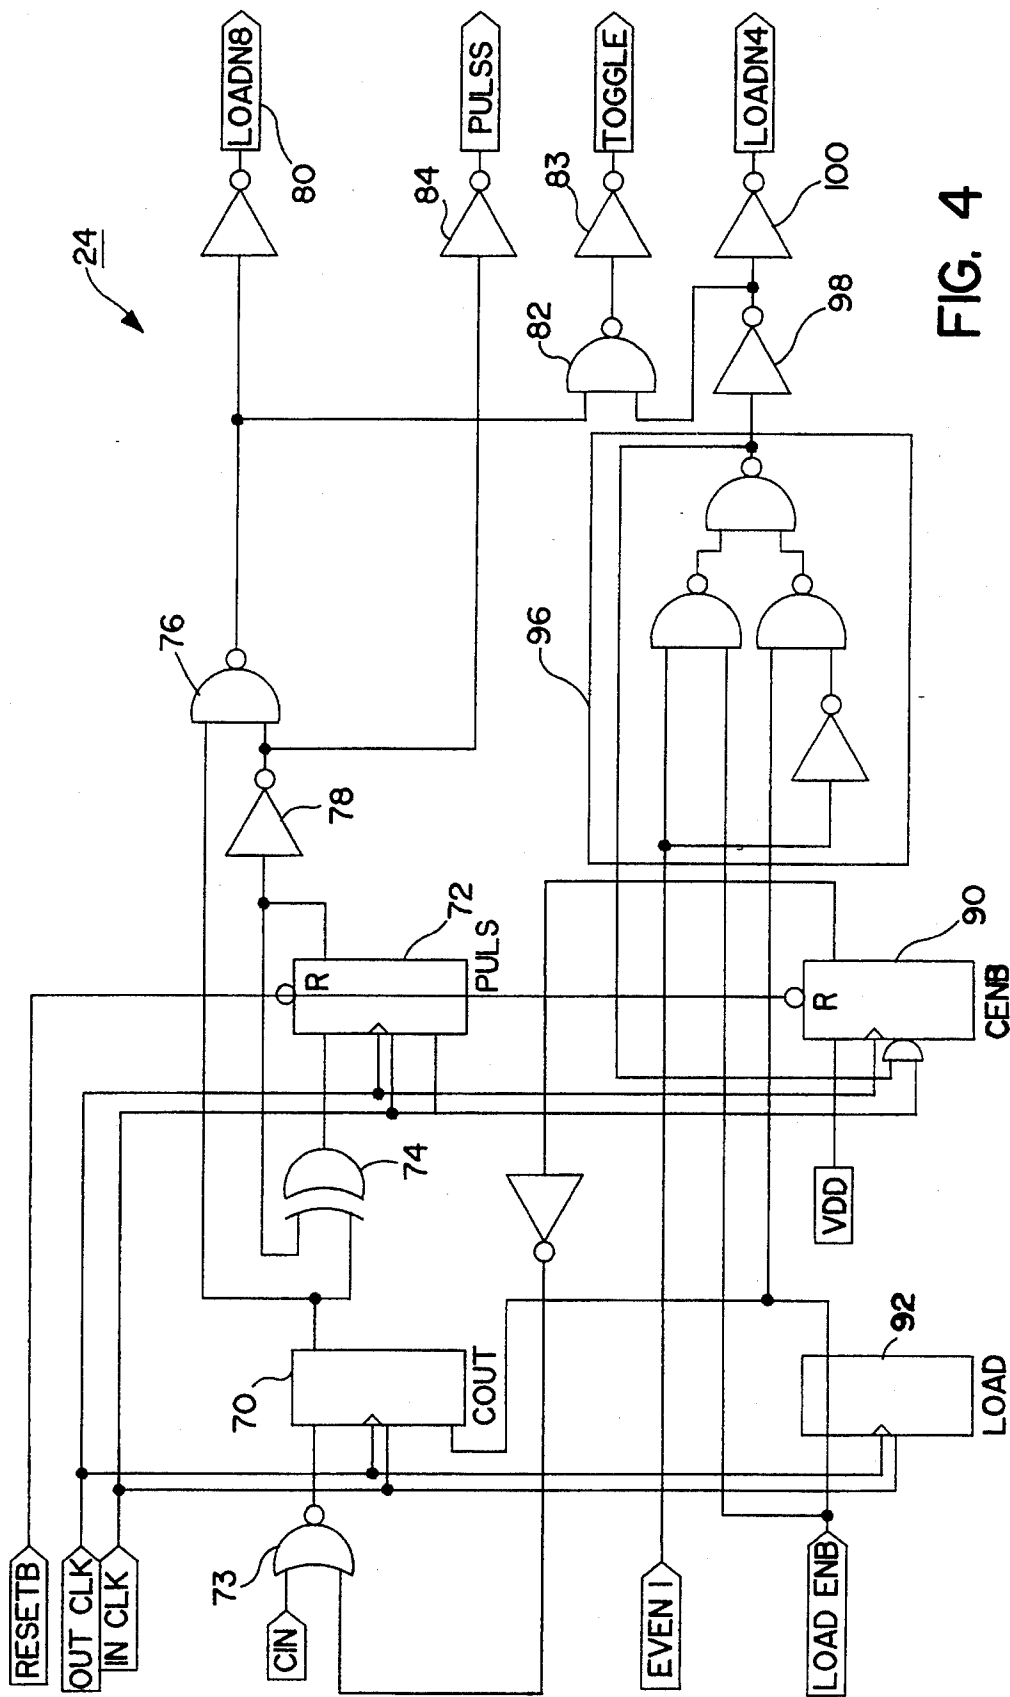 RESETB
OUT CLK
IN CLK
CIN
73
EVEN I
LOAD ENB
70
COUT
92
LOAD
74
VDD
72
R
PULS
R
90
CENB
78
76
96
82
98
24
80
84
83
100
LOADN8
PULSS
TOGGLE
LOADN4
FIG. 4